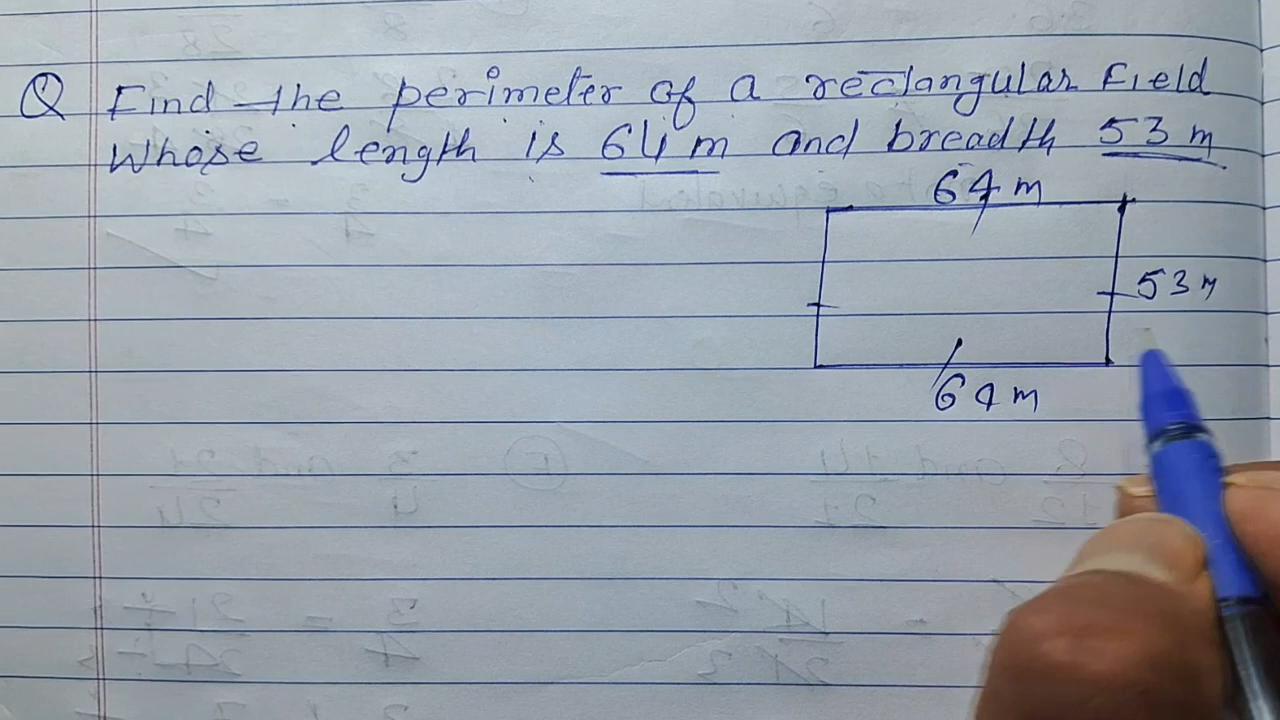 Q Find the perimeter of a rectangular Field
Whose length is 64 m and breadth 53 m
64 m
53 m
64 m